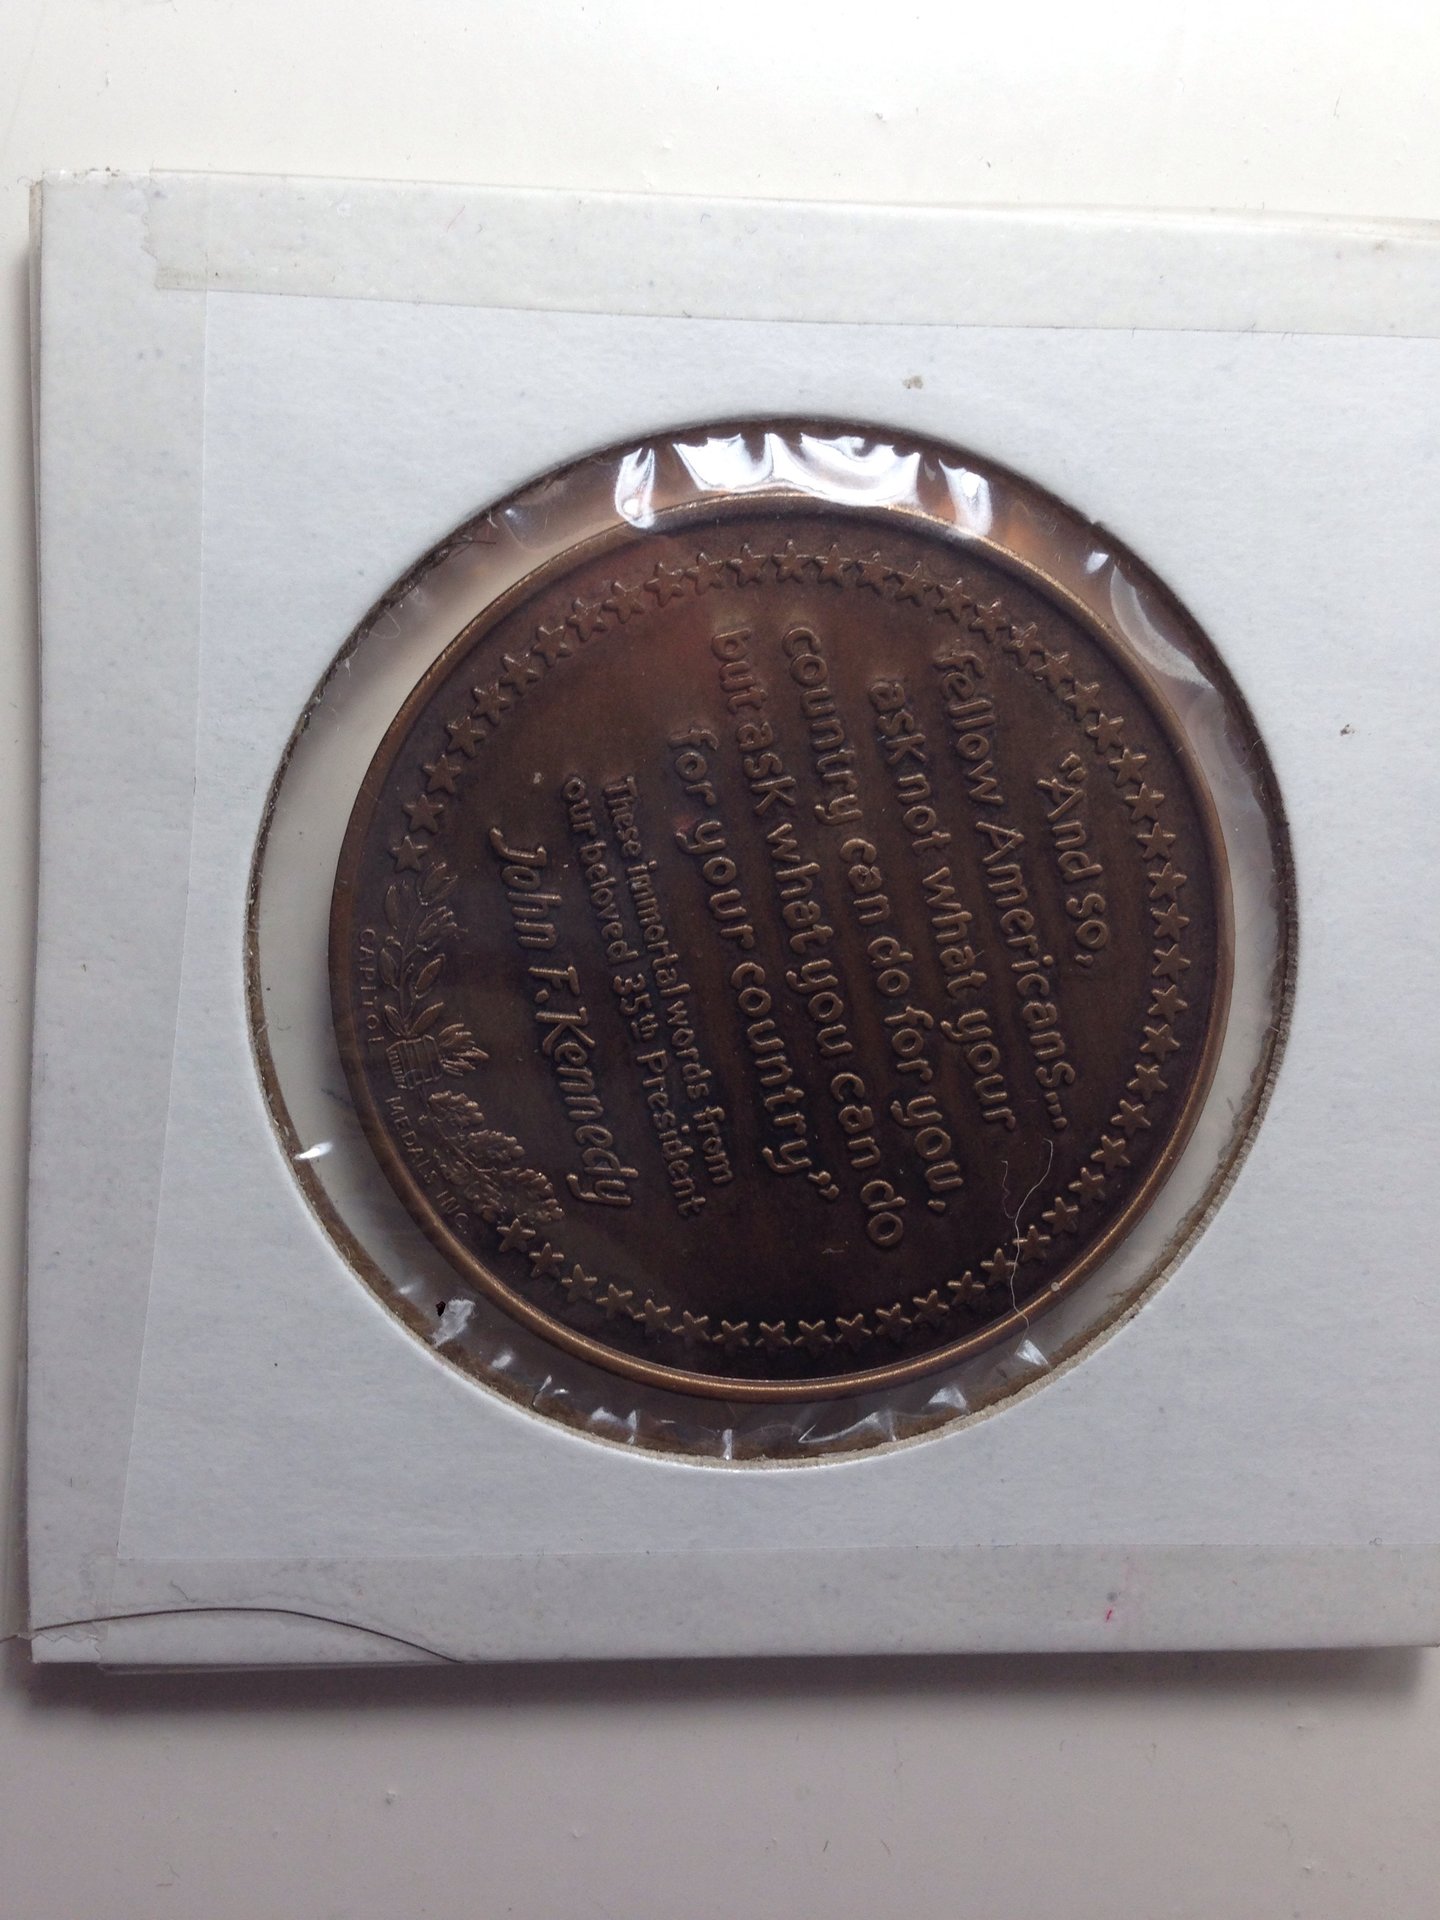 "And so,
fellow Americans...
ask not what your
country can do for you,
but ask what you can do
for your country"
These immortal words from
our beloved 35th President
John F. Kennedy
CAPITOL MEDALS INC.